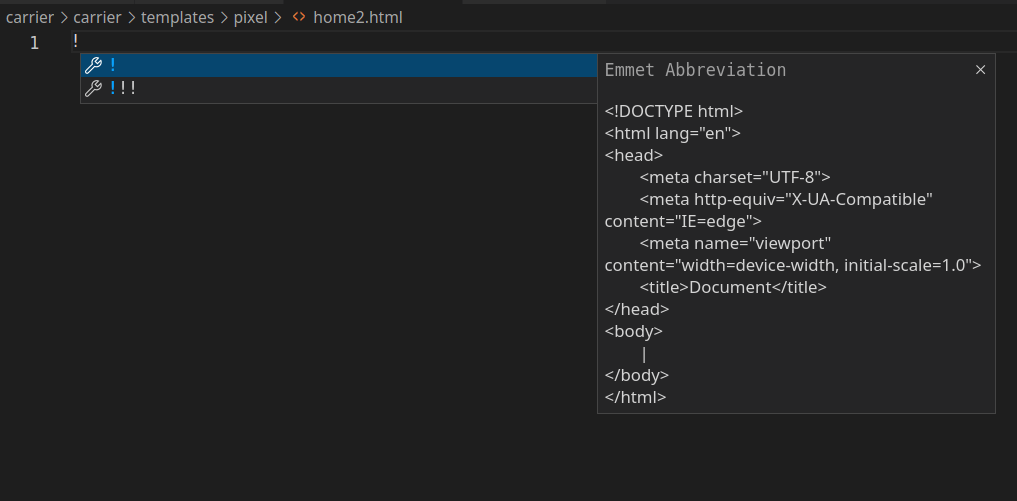 carrier > carrier > templates > pixel > <> home2.html
1 !
!
!!!
Emmet Abbreviation ×
<!DOCTYPE html>
<html lang="en">
<head>
    <meta charset="UTF-8">
    <meta http-equiv="X-UA-Compatible"
content="IE=edge">
    <meta name="viewport"
content="width=device-width, initial-scale=1.0">
    <title>Document</title>
</head>
<body>
    |
</body>
</html>